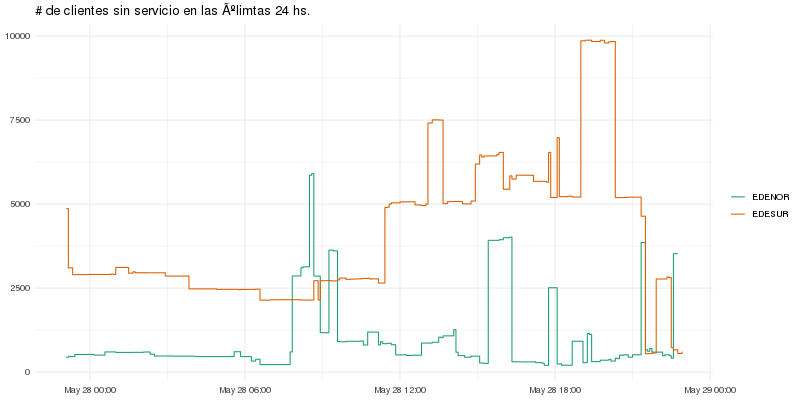 # de clientes sin servicio en las Ãºlimtas 24 hs.
10000
7500
5000
2500
0
EDENOR
EDESUR
May 28 00:00 May 28 06:00 May 28 12:00 May 28 18:00 May 29 00:00